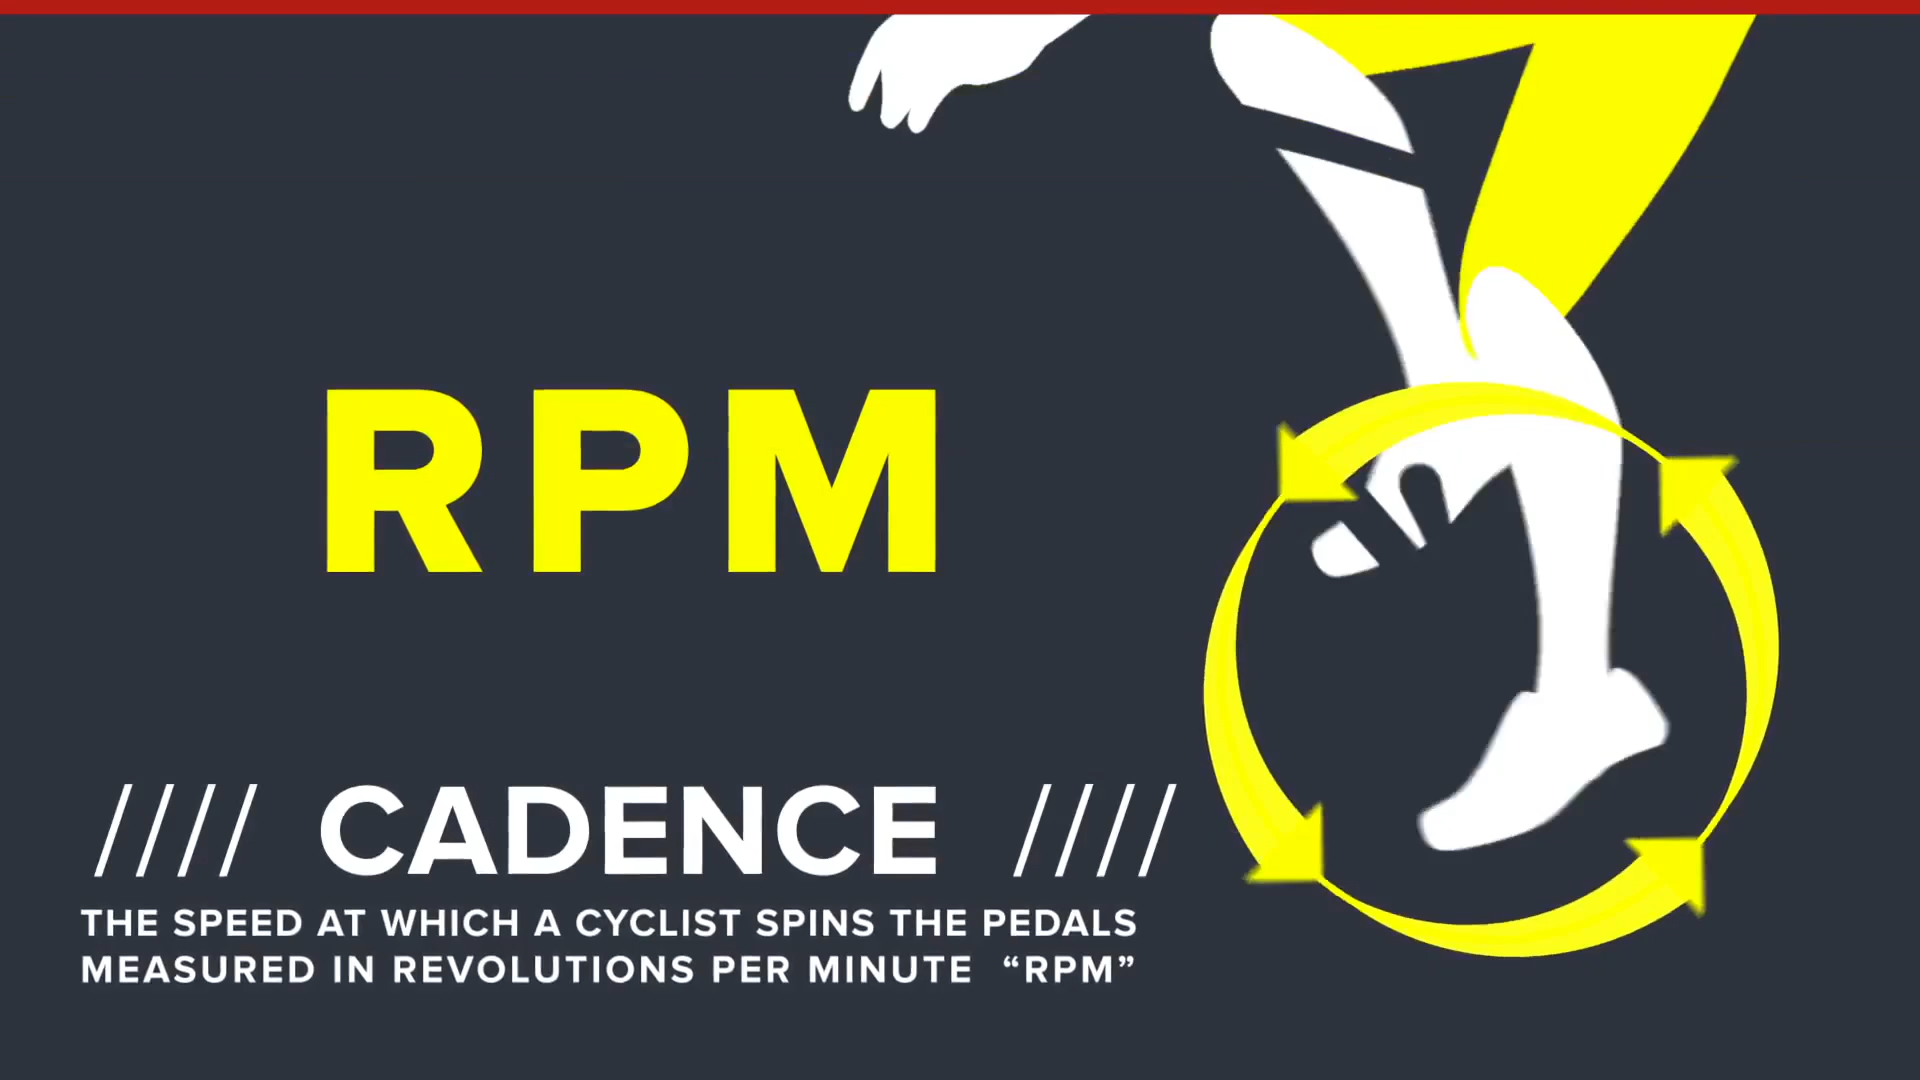 RPM
//// CADENCE ////
THE SPEED AT WHICH A CYCLIST SPINS THE PEDALS
MEASURED IN REVOLUTIONS PER MINUTE “RPM”